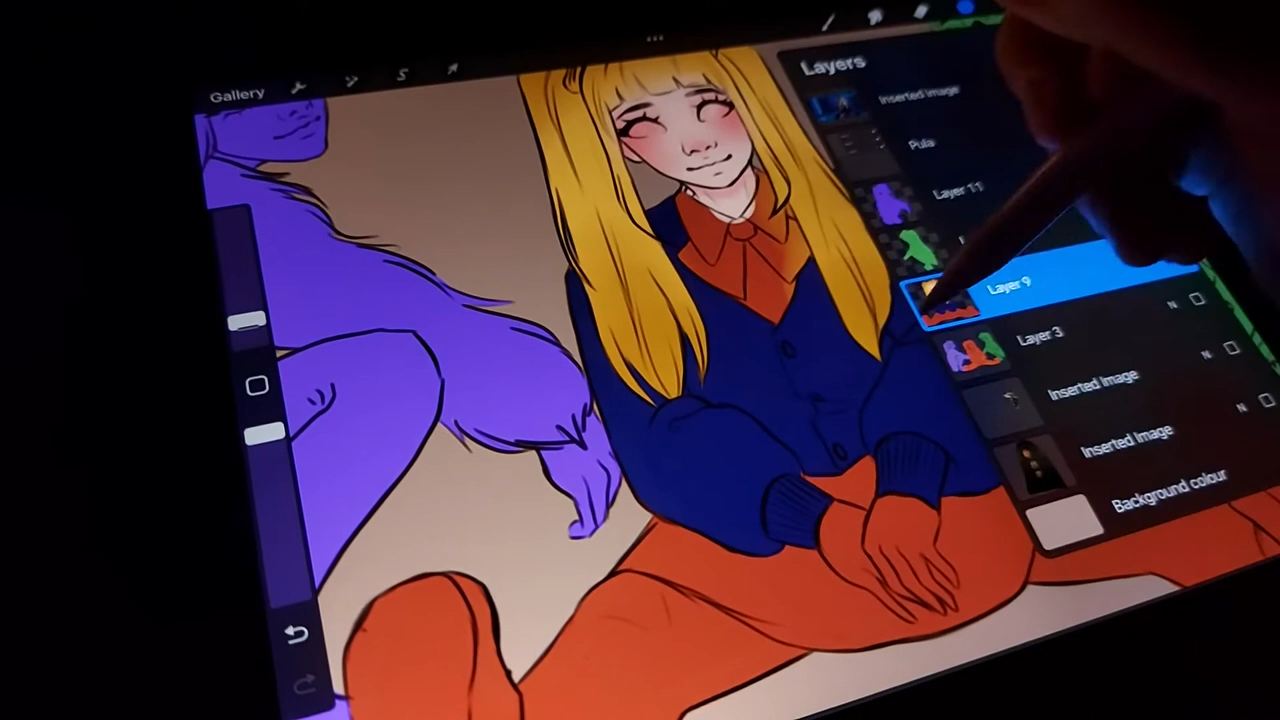 Gallery
Layers
Inserted Image
Pula
Layer 11
Layer 9
N
Layer 3
N
Inserted Image
N
Inserted Image
Background colour